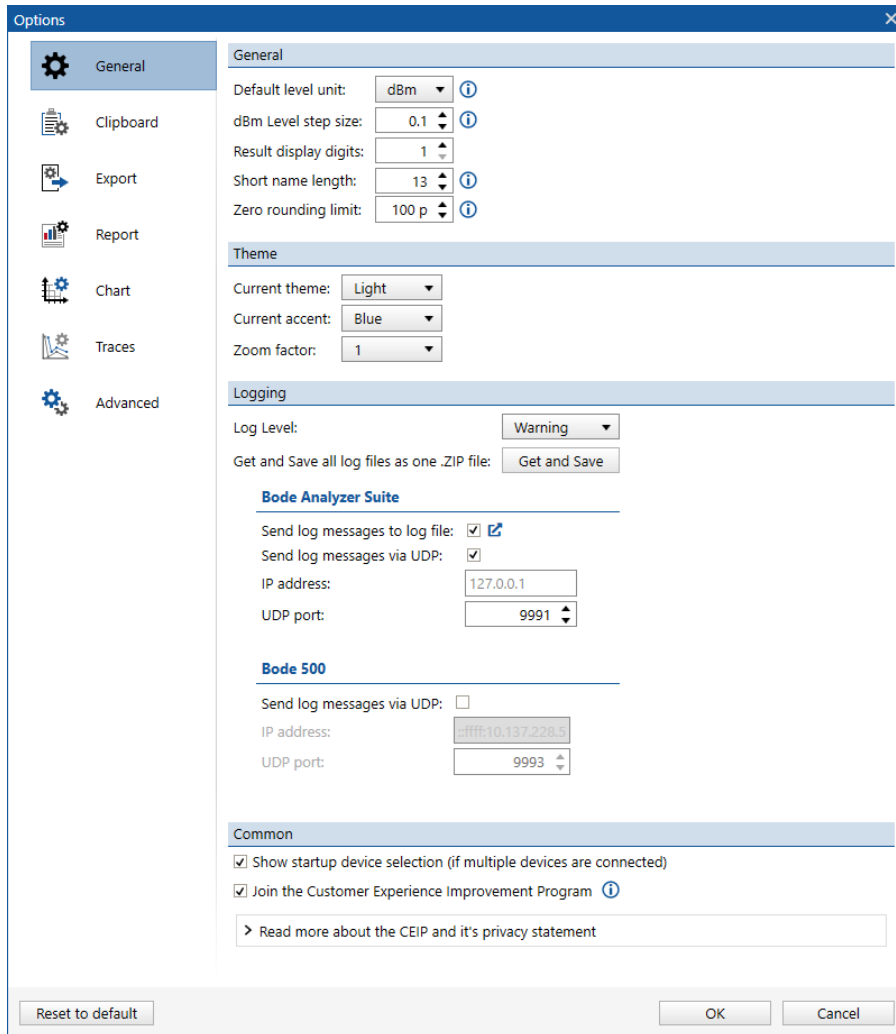 Options
General
Clipboard
Export
Report
Chart
Traces
Advanced
General
Default level unit: dBm
dBm Level step size: 0.1
Result display digits: 1
Short name length: 13
Zero rounding limit: 100 p
Theme
Current theme: Light
Current accent: Blue
Zoom factor: 1
Logging
Log Level: Warning
Get and Save all log files as one .ZIP file: Get and Save
Bode Analyzer Suite
Send log messages to log file:
Send log messages via UDP:
IP address: 127.0.0.1
UDP port: 9991
Bode 500
Send log messages via UDP:
IP address: ::ffff:10.137.228.5
UDP port: 9993
Common
Show startup device selection (if multiple devices are connected)
Join the Customer Experience Improvement Program
Read more about the CEIP and it's privacy statement
Reset to default OK Cancel